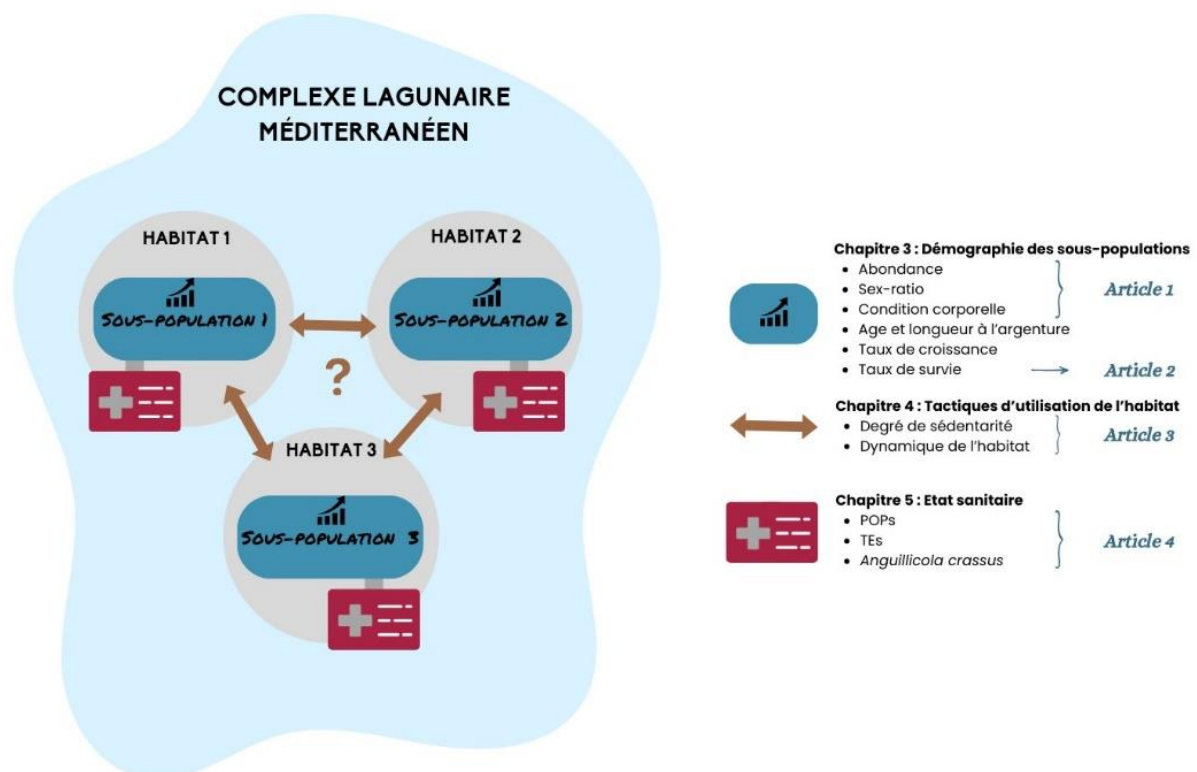 COMPLEXE LAGUNAIRE
MÉDITERRANÉEN
HABITAT 1
HABITAT 2
SOUS-POPULATION 1
SOUS-POPULATION 2
?
HABITAT 3
SOUS-POPULATION 3
Chapitre 3 : Démographie des sous-populations
• Abondance
• Sex-ratio
• Condition corporelle
• Age et longueur à l'argenture
• Taux de croissance
• Taux de survie
Article 1
Article 2
Chapitre 4 : Tactiques d'utilisation de l'habitat
• Degré de sédentarité
• Dynamique de l'habitat
Article 3
Chapitre 5 : Etat sanitaire
• POPs
• TEs
• Anguillicola crassus
Article 4